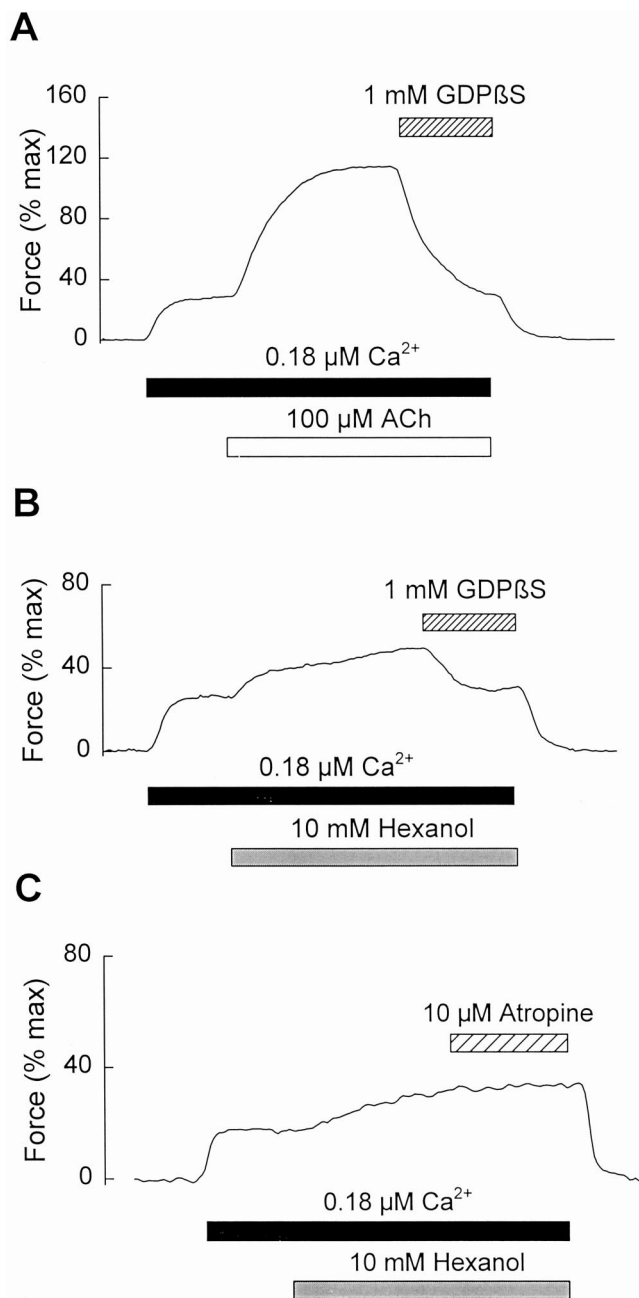 A
160
1 mM GDPßS
120
80
40
0
Force (% max)
0.18 µM Ca²⁺
100 µM ACh
B
80
1 mM GDPßS
40
0
Force (% max)
0.18 µM Ca²⁺
10 mM Hexanol
C
80
10 µM Atropine
40
0
Force (% max)
0.18 µM Ca²⁺
10 mM Hexanol